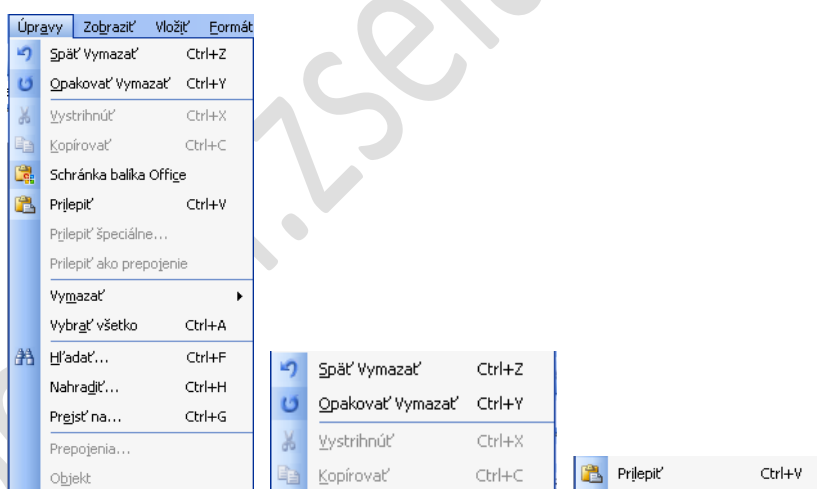 Úpravy Zobraziť Vložiť Formát
Späť Vymazať Ctrl+Z
Opakovať Vymazať Ctrl+Y
Vystrihnúť Ctrl+X
Kopírovať Ctrl+C
Schránka balíka Office
Prilepiť Ctrl+V
Prilepiť špeciálne...
Prilepiť ako prepojenie
Vymazať
Vybrať všetko Ctrl+A
Hľadať... Ctrl+F
Nahradiť... Ctrl+H
Prejsť na... Ctrl+G
Prepojenia...
Objekt
Späť Vymazať Ctrl+Z
Opakovať Vymazať Ctrl+Y
Vystrihnúť Ctrl+X
Kopírovať Ctrl+C
Prilepiť Ctrl+V